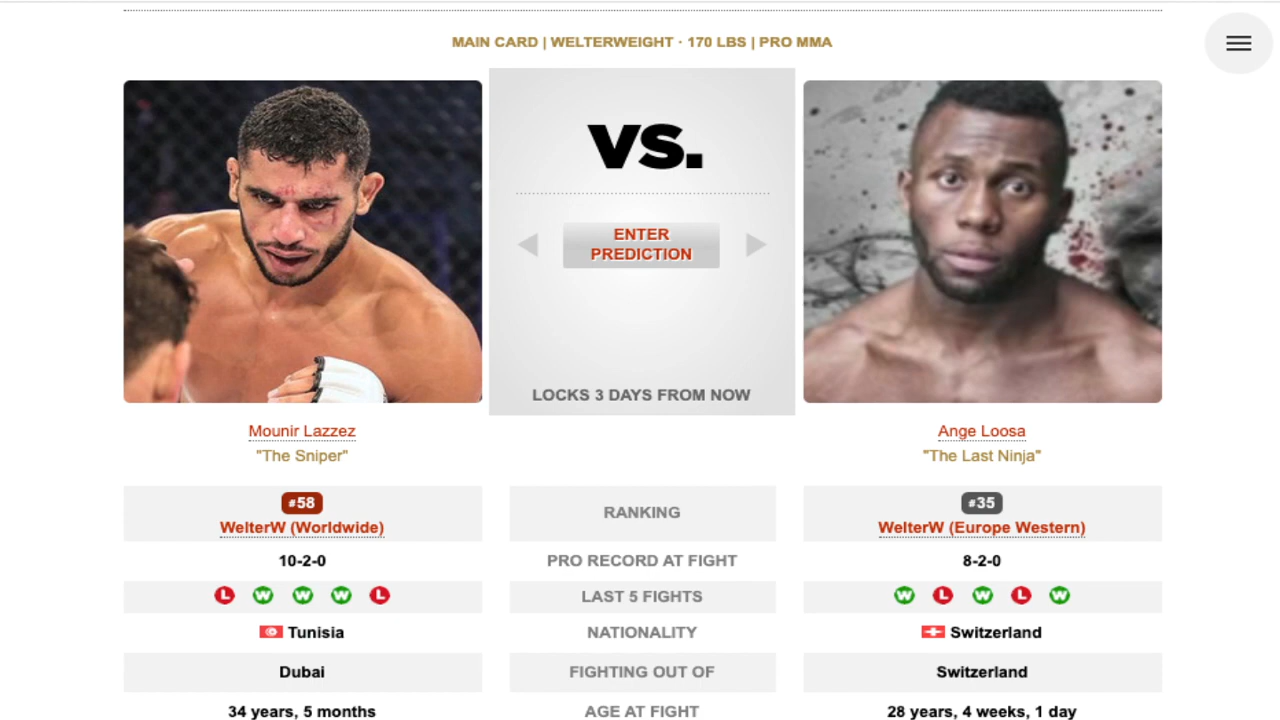 MAIN CARD | WELTERWEIGHT · 170 LBS | PRO MMA
VS.
ENTER
PREDICTION
LOCKS 3 DAYS FROM NOW
Mounir Lazzez
"The Sniper"
Ange Loosa
"The Last Ninja"
#58
WelterW (Worldwide)
RANKING
#35
WelterW (Europe Western)
10-2-0 PRO RECORD AT FIGHT 8-2-0
L W W W L LAST 5 FIGHTS W L W L W
Tunisia NATIONALITY Switzerland
Dubai FIGHTING OUT OF Switzerland
34 years, 5 months AGE AT FIGHT 28 years, 4 weeks, 1 day